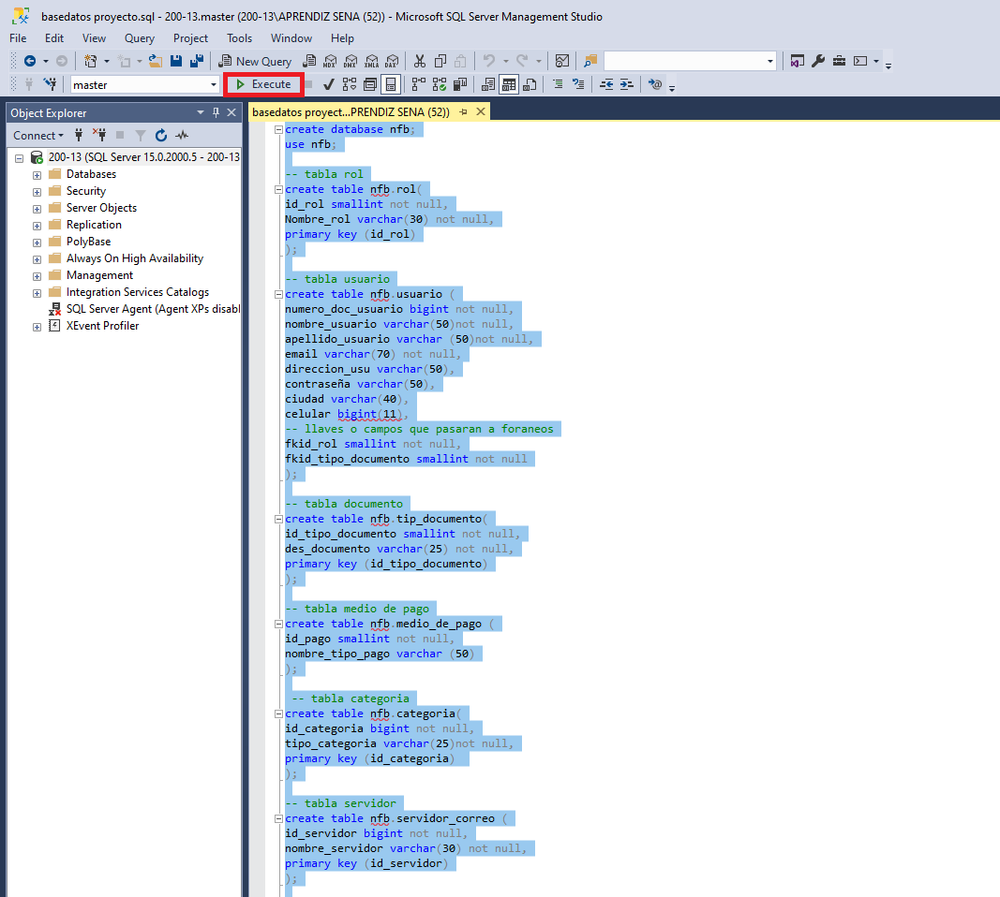 basedatos proyecto.sql - 200-13.master (200-13\APRENDIZ SENA (52)) - Microsoft SQL Server Management Studio
File Edit View Query Project Tools Window Help
New Query MDX DMX XMLA DAX
master Execute
Object Explorer
basedatos proyect...PRENDIZ SENA (52))
Connect
200-13 (SQL Server 15.0.2000.5 - 200-13
Databases
Security
Server Objects
Replication
PolyBase
Always On High Availability
Management
Integration Services Catalogs
SQL Server Agent (Agent XPs disabl
XEvent Profiler
create database nfb;
use nfb;
-- tabla rol
create table nfb.rol(
id_rol smallint not null,
Nombre_rol varchar(30) not null,
primary key (id_rol)
);
-- tabla usuario
create table nfb.usuario (
numero_doc_usuario bigint not null,
nombre_usuario varchar(50)not null,
apellido_usuario varchar (50)not null,
email varchar(70) not null,
direccion_usu varchar(50),
contraseña varchar(50),
ciudad varchar(40),
celular bigint(11),
-- llaves o campos que pasaran a foraneos
fkid_rol smallint not null,
fkid_tipo_documento smallint not null
);
-- tabla documento
create table nfb.tip_documento(
id_tipo_documento smallint not null,
des_documento varchar(25) not null,
primary key (id_tipo_documento)
);
-- tabla medio de pago
create table nfb.medio_de_pago (
id_pago smallint not null,
nombre_tipo_pago varchar (50)
);
-- tabla categoria
create table nfb.categoria(
id_categoria bigint not null,
tipo_categoria varchar(25)not null,
primary key (id_categoria)
);
-- tabla servidor
create table nfb.servidor_correo (
id_servidor bigint not null,
nombre_servidor varchar(30) not null,
primary key (id_servidor)
);